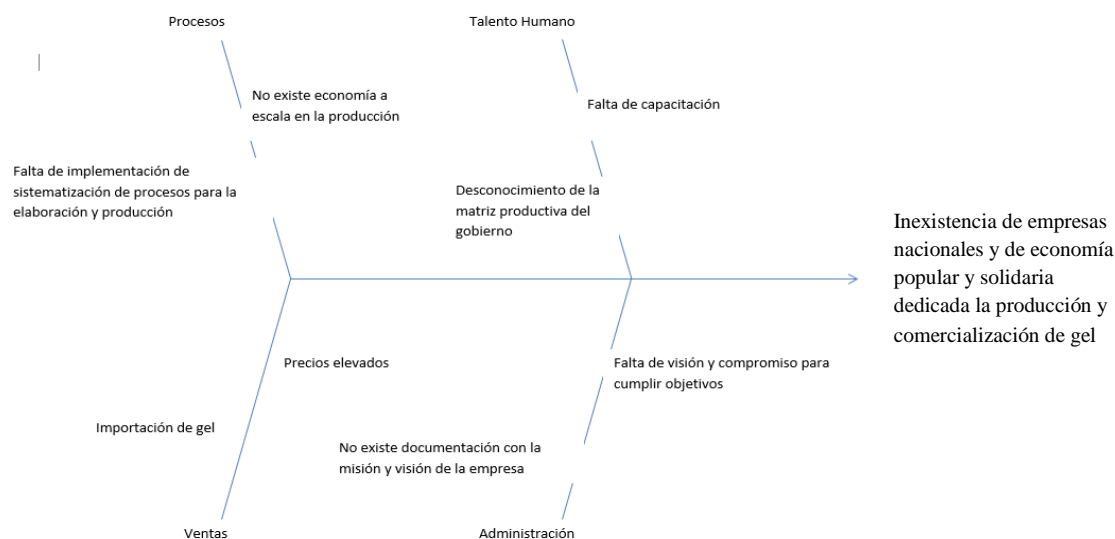 Procesos
Talento Humano
No existe economía a
escala en la producción
Falta de capacitación
Falta de implementación de
sistematización de procesos para la
elaboración y producción
Desconocimiento de la
matriz productiva del
gobierno
Inexistencia de empresas
nacionales y de economía
popular y solidaria
dedicada la producción y
comercialización de gel
Precios elevados
Falta de visión y compromiso para
cumplir objetivos
Importación de gel
No existe documentación con la
misión y visión de la empresa
Ventas
Administración